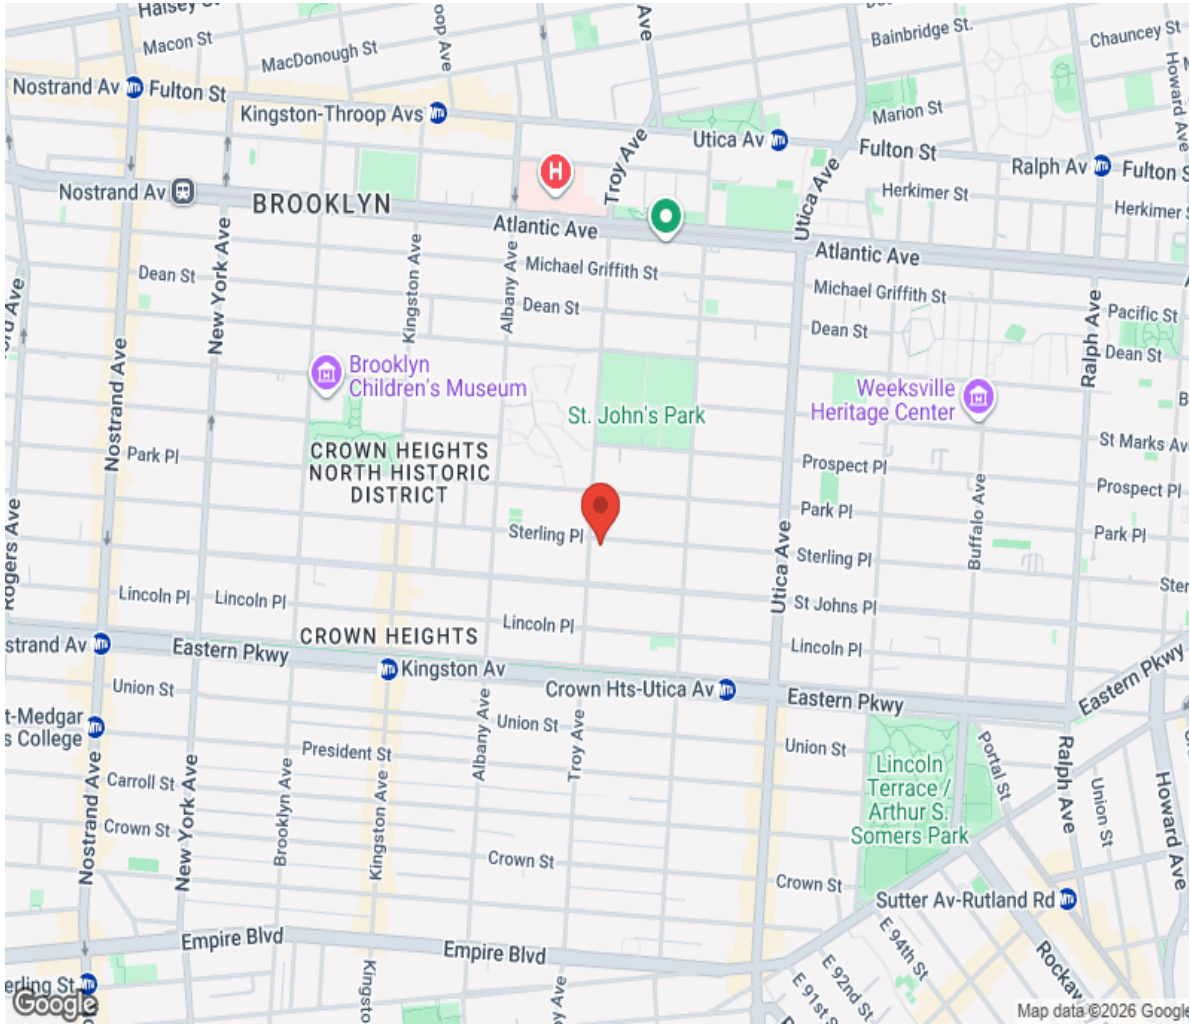 Halsey St
Macon St
MacDonough St
oop Ave
Ave
Bainbridge St.
Chauncey St
Howard Ave
Nostrand Av
Fulton St
Kingston-Throop Avs
Marion St
Utica Av
Fulton St
Ralph Av
Fulton S
Troy Ave
H
Nostrand Av
BROOKLYN
Herkimer St
Herkimer S
Utica Ave
Atlantic Ave
Atlantic Ave
Michael Griffith St
Michael Griffith St
Dean St
Dean St
Dean St
Dean St
Pacific St
New York Ave
Kingston Ave
Albany Ave
Ralph Ave
Nostrand Ave
Brooklyn
Children's Museum
St. John's Park
Weeksville
Heritage Center
St Marks Ave
Park Pl
CROWN HEIGHTS
NORTH HISTORIC
DISTRICT
Prospect Pl
Prospect Pl
Park Pl
Park Pl
Buffalo Ave
Rogers Ave
Sterling Pl
Sterling Pl
Ster
Utica Ave
Lincoln Pl
Lincoln Pl
Lincoln Pl
St Johns Pl
Lincoln Pl
CROWN HEIGHTS
strand Av
Eastern Pkwy
Kingston Av
Crown Hts-Utica Av
Eastern Pkwy
Eastern Pkwy
Union St
Union St
Union St
t-Medgar
s College
President St
Carroll St
Crown St
Crown St
Crown St
Albany Ave
Troy Ave
Nostrand Ave
New York Ave
Brooklyn Ave
Kingston Ave
Lincoln
Terrace /
Arthur S.
Somers Park
Portal St
Ralph Ave
Union St
Howard Ave
Sutter Av-Rutland Rd
Empire Blvd
Empire Blvd
E 94th St
E 92nd St
E 91st S
Rockaw
erling St
Kingsto
oy Ave
Google
Map data ©2026 Google